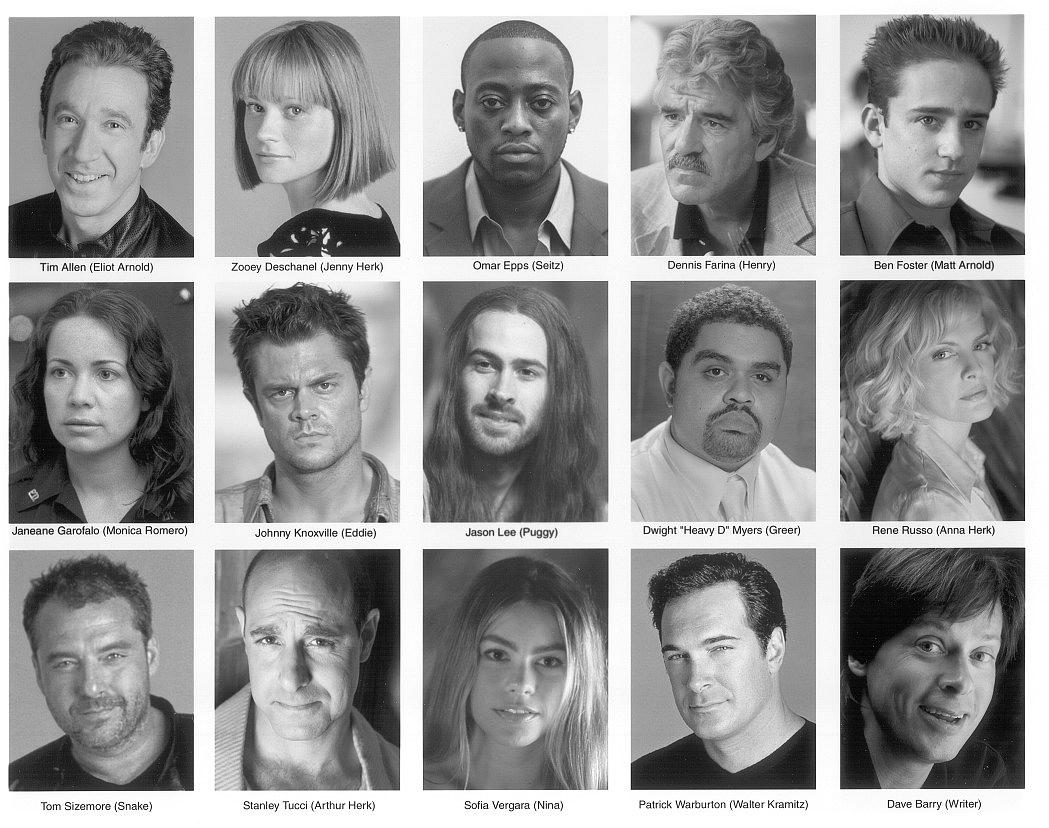 Tim Allen (Eliot Arnold)
Zooey Deschanel (Jenny Herk)
Omar Epps (Seitz)
Dennis Farina (Henry)
Ben Foster (Matt Arnold)
Janeane Garofalo (Monica Romero)
Johnny Knoxville (Eddie)
Jason Lee (Puggy)
Dwight "Heavy D" Myers (Greer)
Rene Russo (Anna Herk)
Tom Sizemore (Snake)
Stanley Tucci (Arthur Herk)
Sofia Vergara (Nina)
Patrick Warburton (Walter Kramitz)
Dave Barry (Writer)